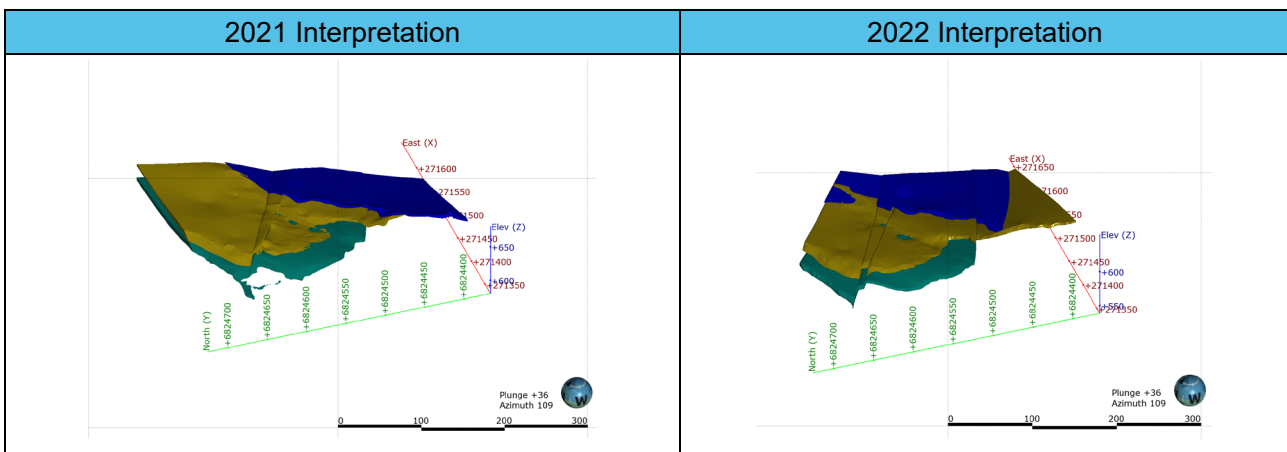 2021 Interpretation
2022 Interpretation
East (X)
+271600
+271550
271500
+271450
+271400
+271350
Elev (Z)
+650
+600
North (Y)
+6824700
+6824650
+6824600
+6824550
+6824500
+6824450
+6824400
Plunge +36
Azimuth 109
0 100 200 300
W
East (X)
+271650
+271600
+271500
+271450
+271400
+271350
Elev (Z)
+600
+550
North (Y)
+6824700
+6824650
+6824600
+6824550
+6824500
+6824450
+6824400
Plunge +36
Azimuth 109
0 100 200 300
W